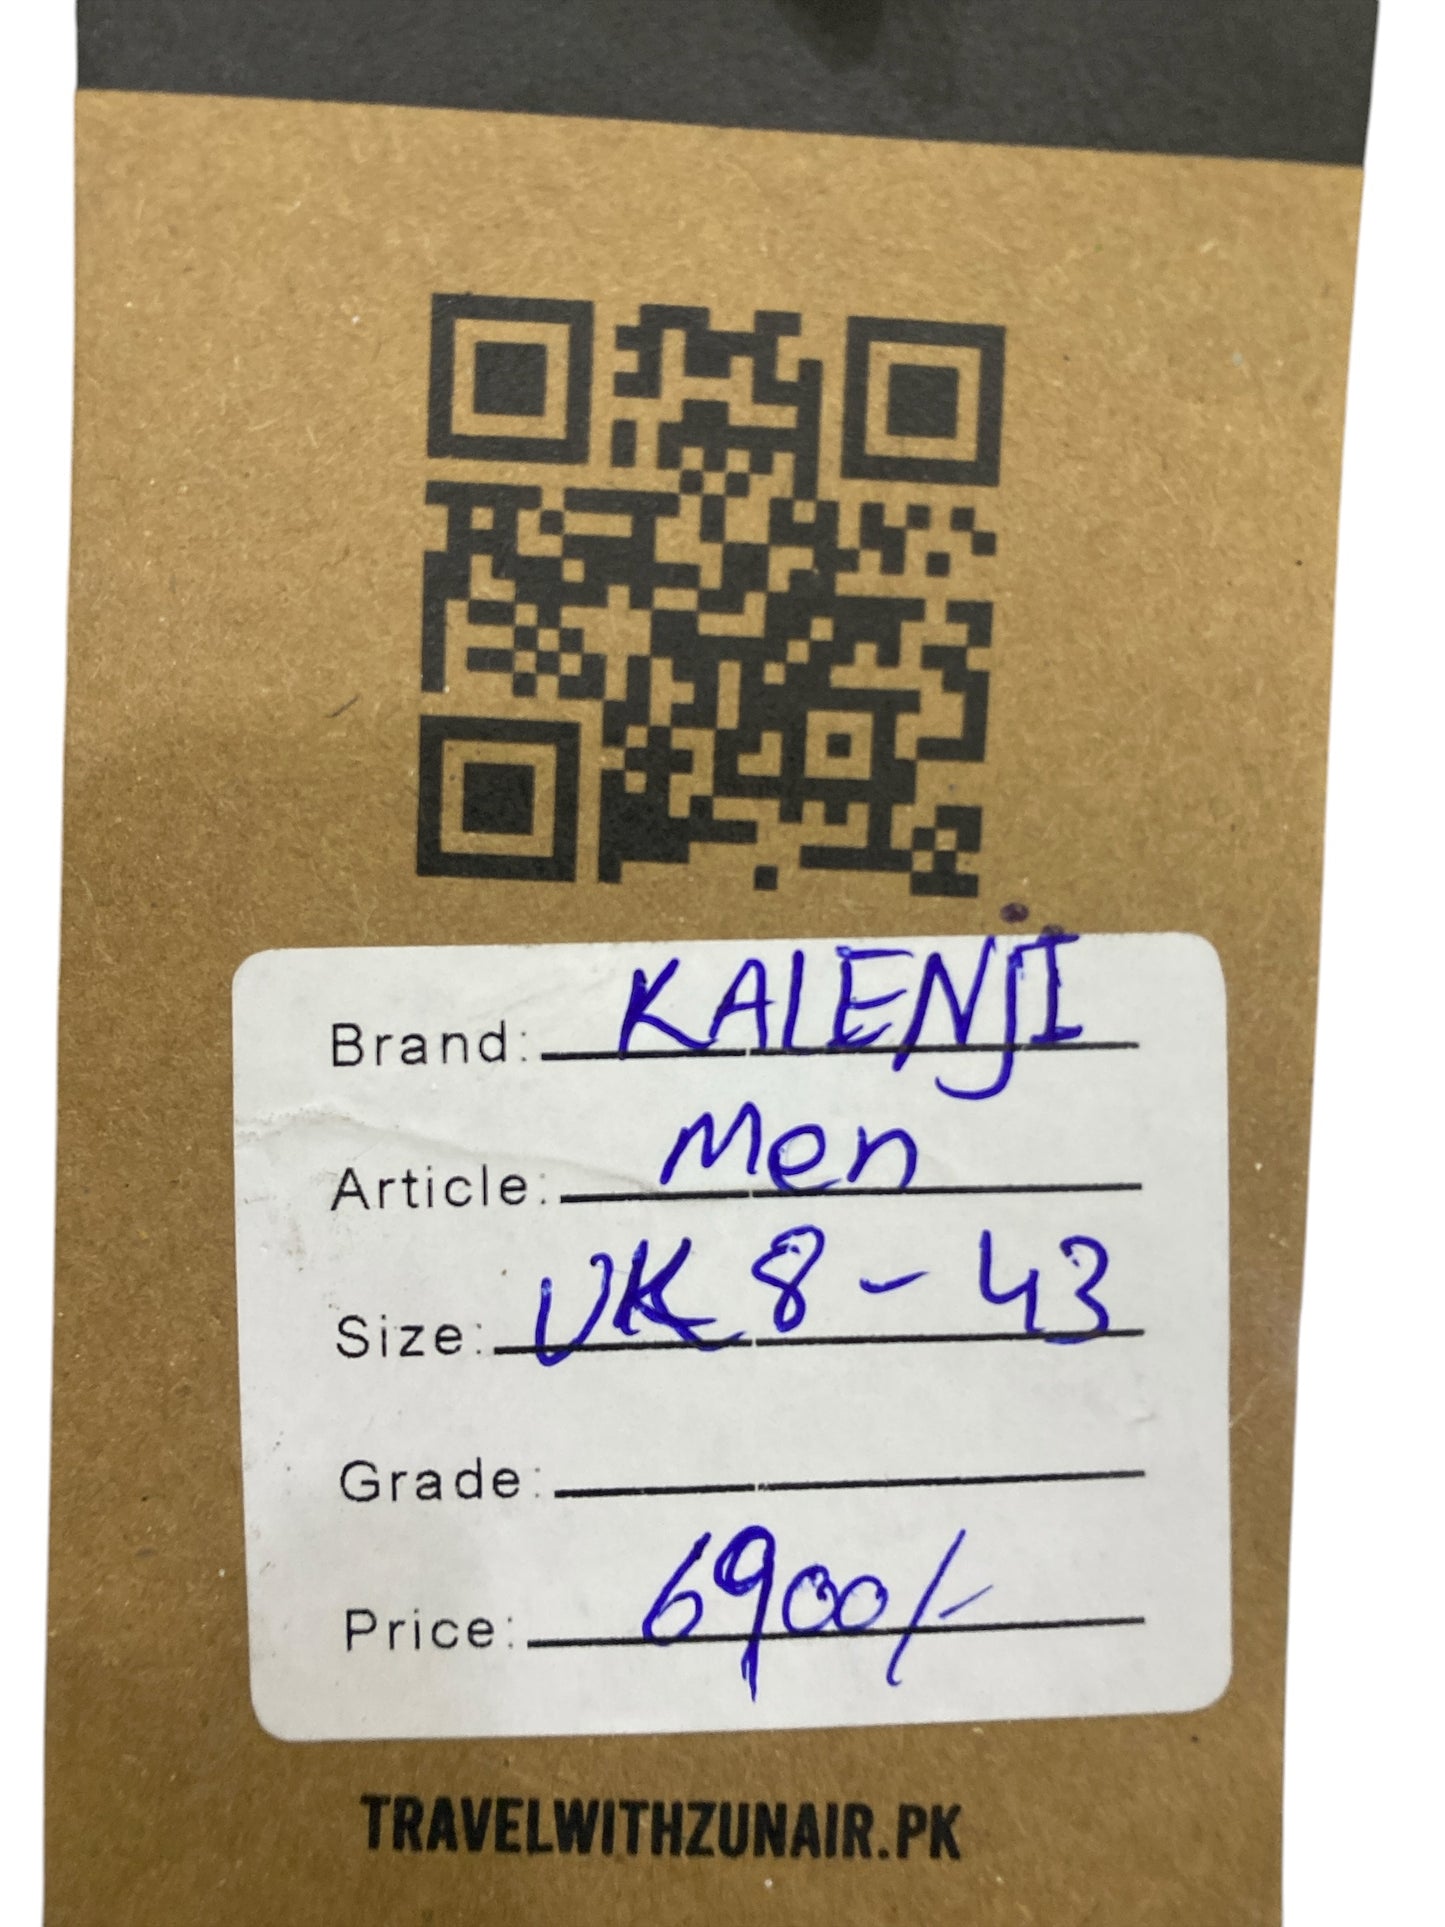 Brand: KALENJI
Article: Men
Size: UK 8 - 43
Grade:
Price: 6900/-
TRAVELWITHZUNAIR.PK